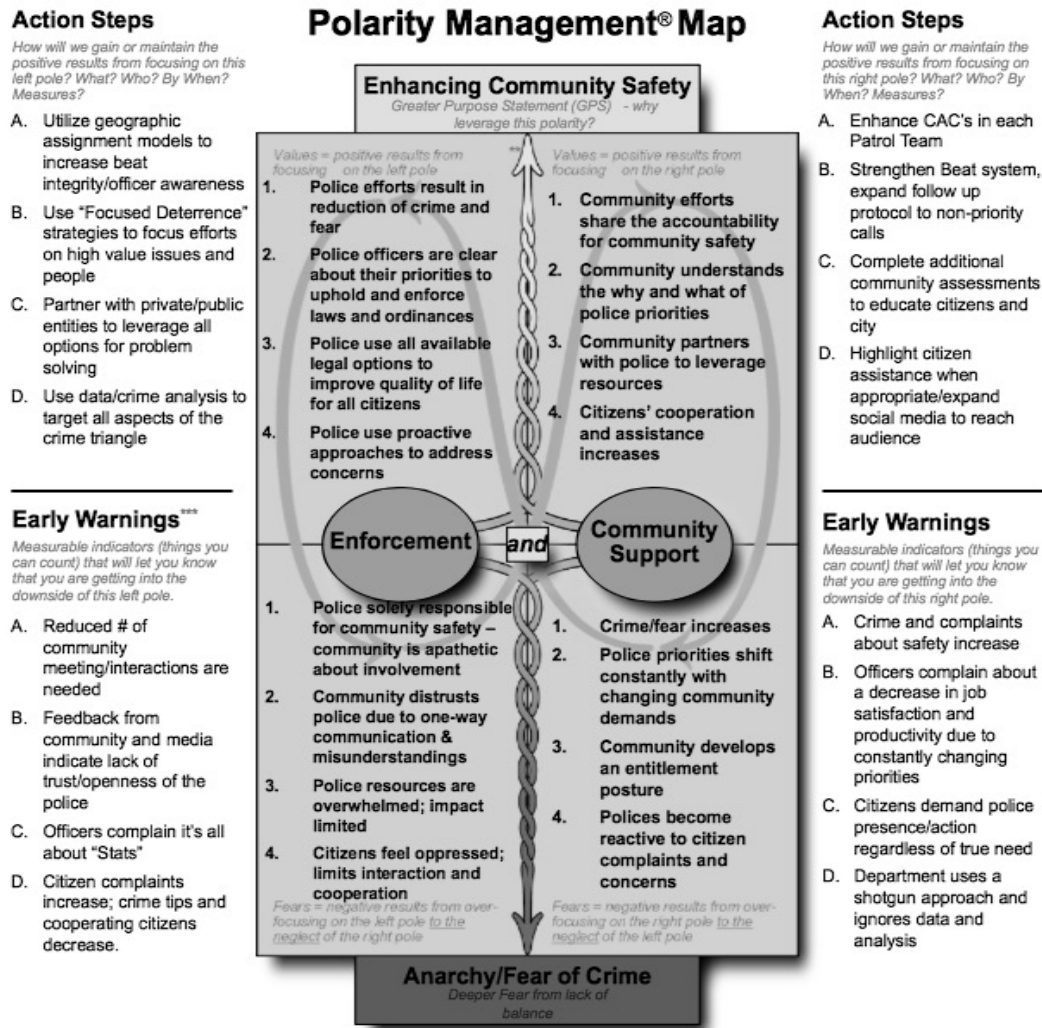 Polarity Management® Map
Action Steps
How will we gain or maintain the
positive results from focusing on this
left pole? What? Who? By When?
Measures?
A. Utilize geographic
assignment models to
increase beat
integrity/officer awareness
B. Use "Focused Deterrence"
strategies to focus efforts
on high value issues and
people
C. Partner with private/public
entities to leverage all
options for problem
solving
D. Use data/crime analysis to
target all aspects of the
crime triangle
Early Warnings***
Measurable indicators (things you
can count) that will let you know
that you are getting into the
downside of this left pole.
A. Reduced # of
community
meeting/interactions are
needed
B. Feedback from
community and media
indicate lack of
trust/openness of the
police
C. Officers complain it's all
about "Stats"
D. Citizen complaints
increase; crime tips and
cooperating citizens
decrease.
Enhancing Community Safety
Greater Purpose Statement (GPS) - why
leverage this polarity?
Values = positive results from
focusing on the left pole
1. Police efforts result in
reduction of crime and
fear
2. Police officers are clear
about their priorities to
uphold and enforce
laws and ordinances
3. Police use all available
legal options to
improve quality of life
for all citizens
4. Police use proactive
approaches to address
concerns
**
Values = positive results from
focusing on the right pole
1. Community efforts
share the accountability
for community safety
2. Community understands
the why and what of
police priorities
3. Community partners
with police to leverage
resources
4. Citizens' cooperation
and assistance
increases
Enforcement
and
Community
Support
1. Police solely responsible
for community safety –
community is apathetic
about involvement
2. Community distrusts
police due to one-way
communication &
misunderstandings
3. Police resources are
overwhelmed; impact
limited
4. Citizens feel oppressed;
limits interaction and
cooperation
Fears = negative results from over-
focusing on the left pole to the
neglect of the right pole
1. Crime/fear increases
2. Police priorities shift
constantly with
changing community
demands
3. Community develops
an entitlement
posture
4. Polices become
reactive to citizen
complaints and
concerns
Fears = negative results from over-
focusing on the right pole to the
neglect of the left pole
Anarchy/Fear of Crime
Deeper Fear from lack of
balance
Action Steps
How will we gain or maintain the
positive results from focusing on
this right pole? What? Who? By
When? Measures?
A. Enhance CAC's in each
Patrol Team
B. Strengthen Beat system,
expand follow up
protocol to non-priority
calls
C. Complete additional
community assessments
to educate citizens and
city
D. Highlight citizen
assistance when
appropriate/expand
social media to reach
audience
Early Warnings
Measurable indicators (things you
can count) that will let you know
that you are getting into the
downside of this right pole.
A. Crime and complaints
about safety increase
B. Officers complain about
a decrease in job
satisfaction and
productivity due to
constantly changing
priorities
C. Citizens demand police
presence/action
regardless of true need
D. Department uses a
shotgun approach and
ignores data and
analysis